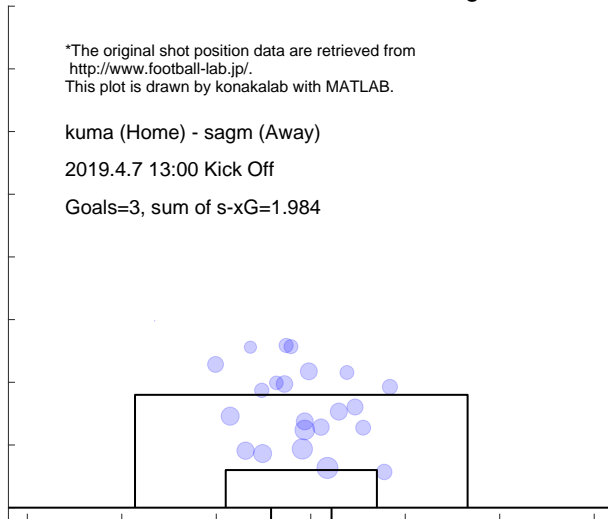 *The original shot position data are retrieved from
http://www.football-lab.jp/.
This plot is drawn by konakalab with MATLAB.
kuma (Home) - sagm (Away)
2019.4.7 13:00 Kick Off
Goals=3, sum of s-xG=1.984